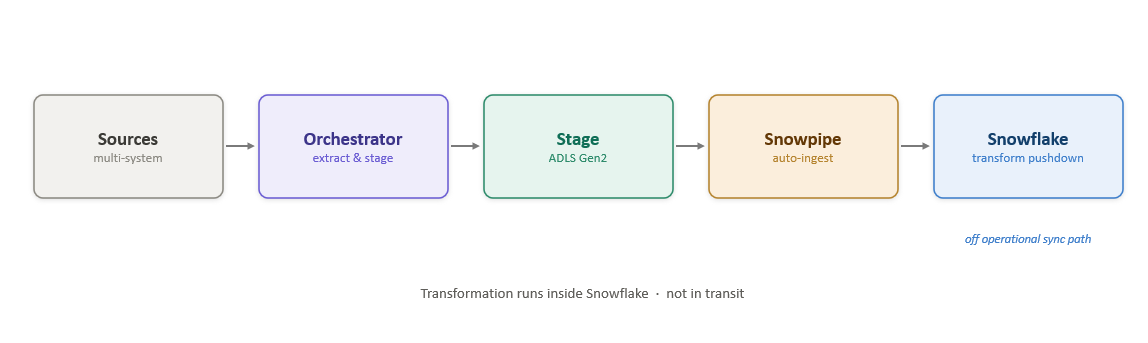 Sources
multi-system
Orchestrator
extract & stage
Stage
ADLS Gen2
Snowpipe
auto-ingest
Snowflake
transform pushdown
off operational sync path
Transformation runs inside Snowflake · not in transit